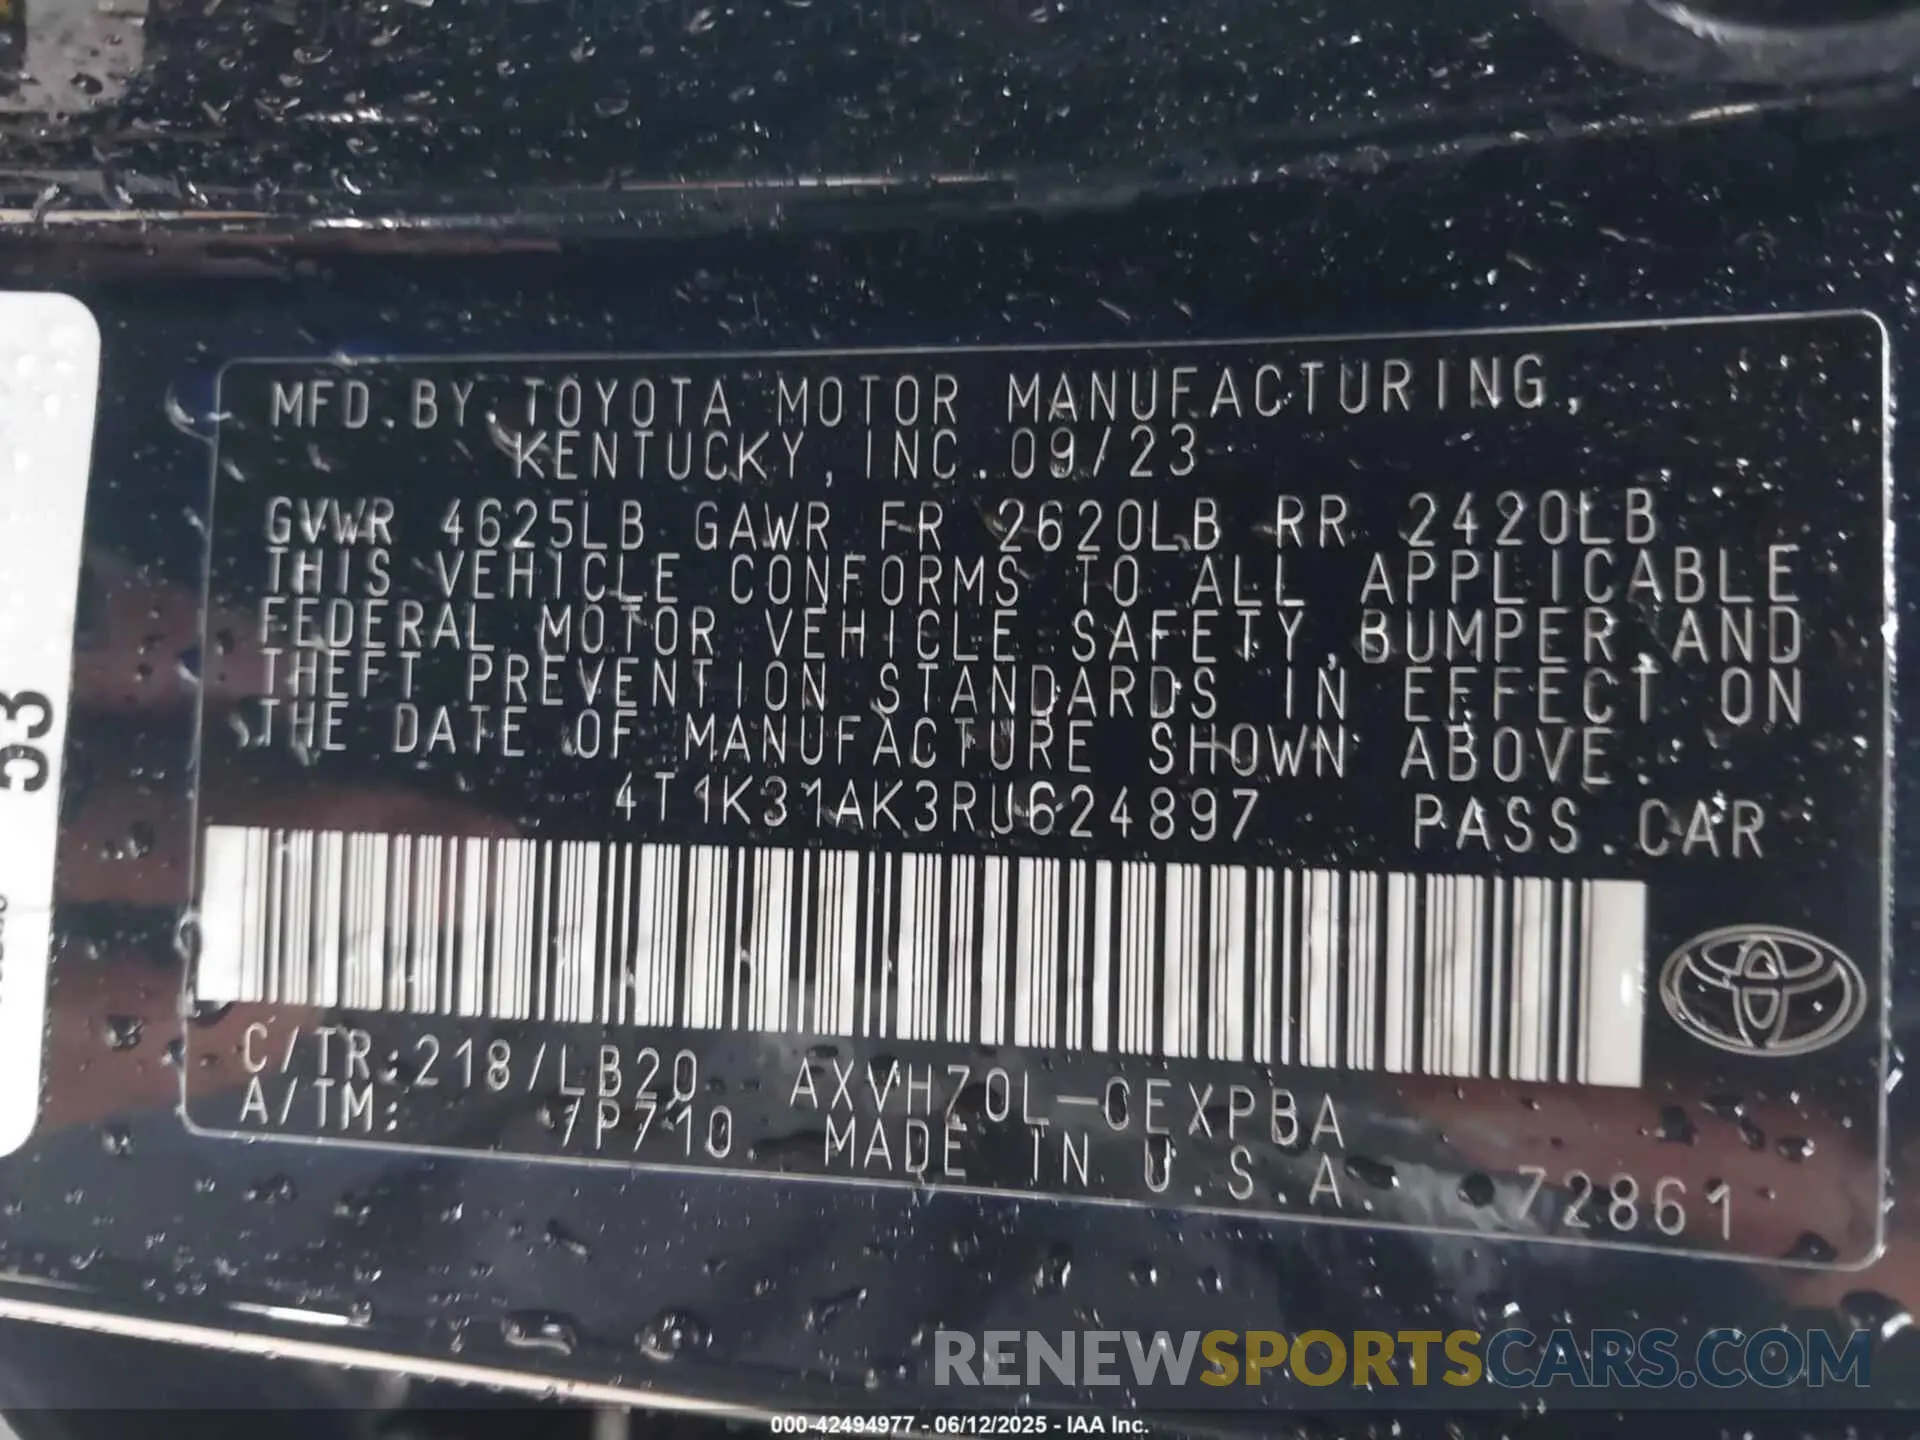 MFD.BY TOYOTA MOTOR MANUFACTURING,
KENTUCKY, INC. 09/23
GVWR 4625LB GAWR FR 2620LB RR 2420LB
THIS VEHICLE CONFORMS TO ALL APPLICABLE
FEDERAL MOTOR VEHICLE SAFETY, BUMPER, AND
THEFT PREVENTION STANDARDS IN EFFECT ON
THE DATE OF MANUFACTURE SHOWN ABOVE.
4T1K31AK3RU624897 PASS.CAR
C/TR:218/LB20 AXVH70L-CEXPBA
A/TM: /P710. MADE IN U.S.A. 72861
53
RENEWSPORTSCARS.COM
000-42494977 - 06/12/2025 - IAA Inc.